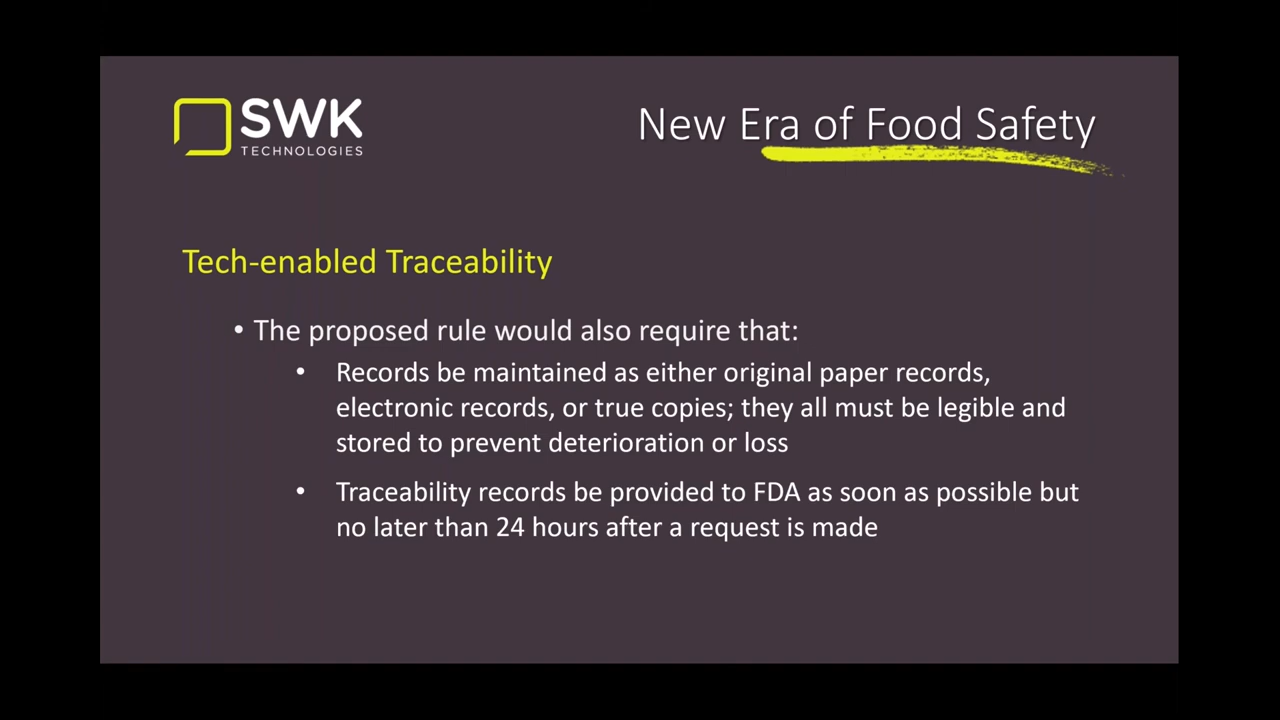 SWK
TECHNOLOGIES
New Era of Food Safety
Tech-enabled Traceability
• The proposed rule would also require that:
• Records be maintained as either original paper records,
electronic records, or true copies; they all must be legible and
stored to prevent deterioration or loss
• Traceability records be provided to FDA as soon as possible but
no later than 24 hours after a request is made